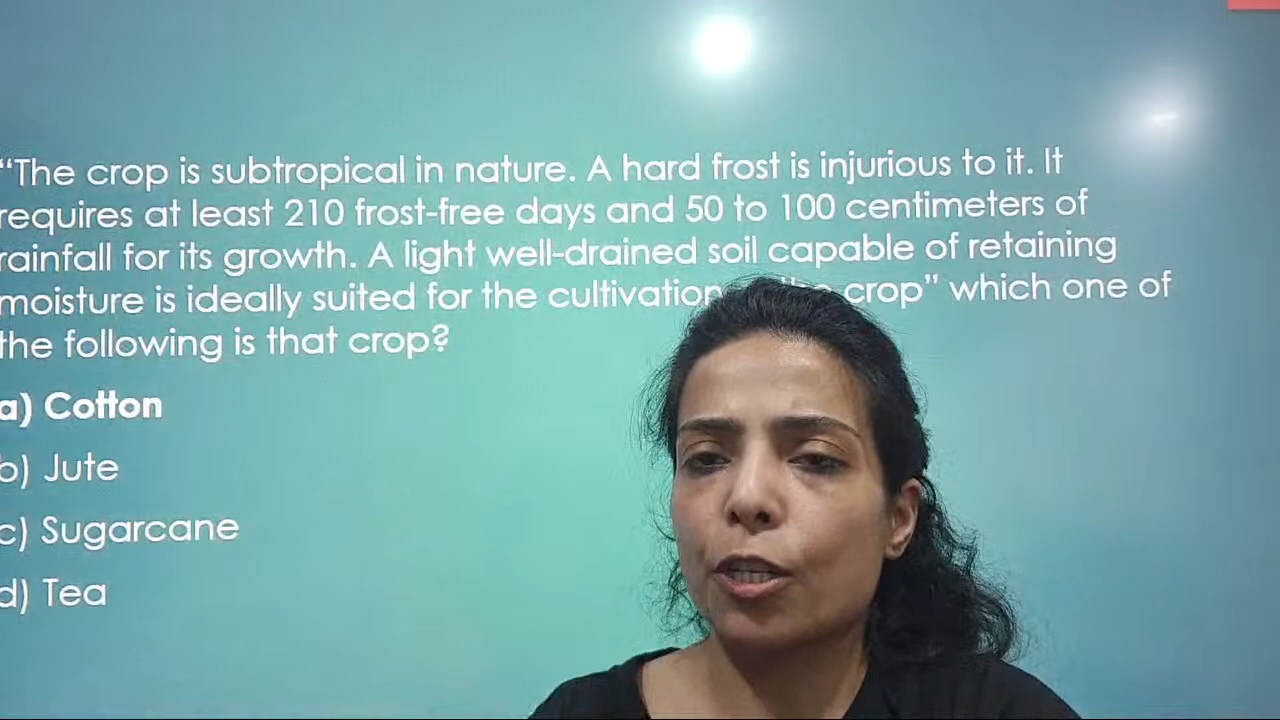 “The crop is subtropical in nature. A hard frost is injurious to it. It
requires at least 210 frost-free days and 50 to 100 centimeters of
rainfall for its growth. A light well-drained soil capable of retaining
moisture is ideally suited for the cultivation crop” which one of
the following is that crop?
a) Cotton
b) Jute
c) Sugarcane
d) Tea